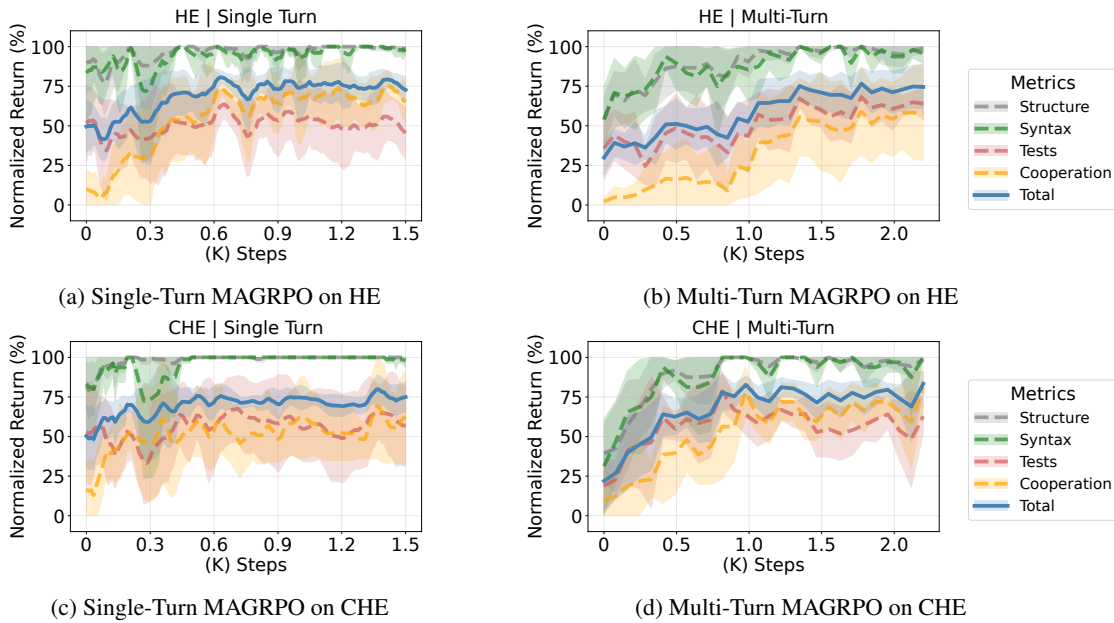 HE | Single Turn
HE | Multi-Turn
Normalized Return (%)
100
75
50
25
0
0 0.3 0.6 0.9 1.2 1.5
(K) Steps
Normalized Return (%)
100
75
50
25
0
0 0.5 1.0 1.5 2.0
(K) Steps
Metrics
Structure
Syntax
Tests
Cooperation
Total
(a) Single-Turn MAGRPO on HE
(b) Multi-Turn MAGRPO on HE
CHE | Single Turn
CHE | Multi-Turn
Normalized Return (%)
100
75
50
25
0
0 0.3 0.6 0.9 1.2 1.5
(K) Steps
Normalized Return (%)
100
75
50
25
0
0 0.5 1.0 1.5 2.0
(K) Steps
Metrics
Structure
Syntax
Tests
Cooperation
Total
(c) Single-Turn MAGRPO on CHE
(d) Multi-Turn MAGRPO on CHE